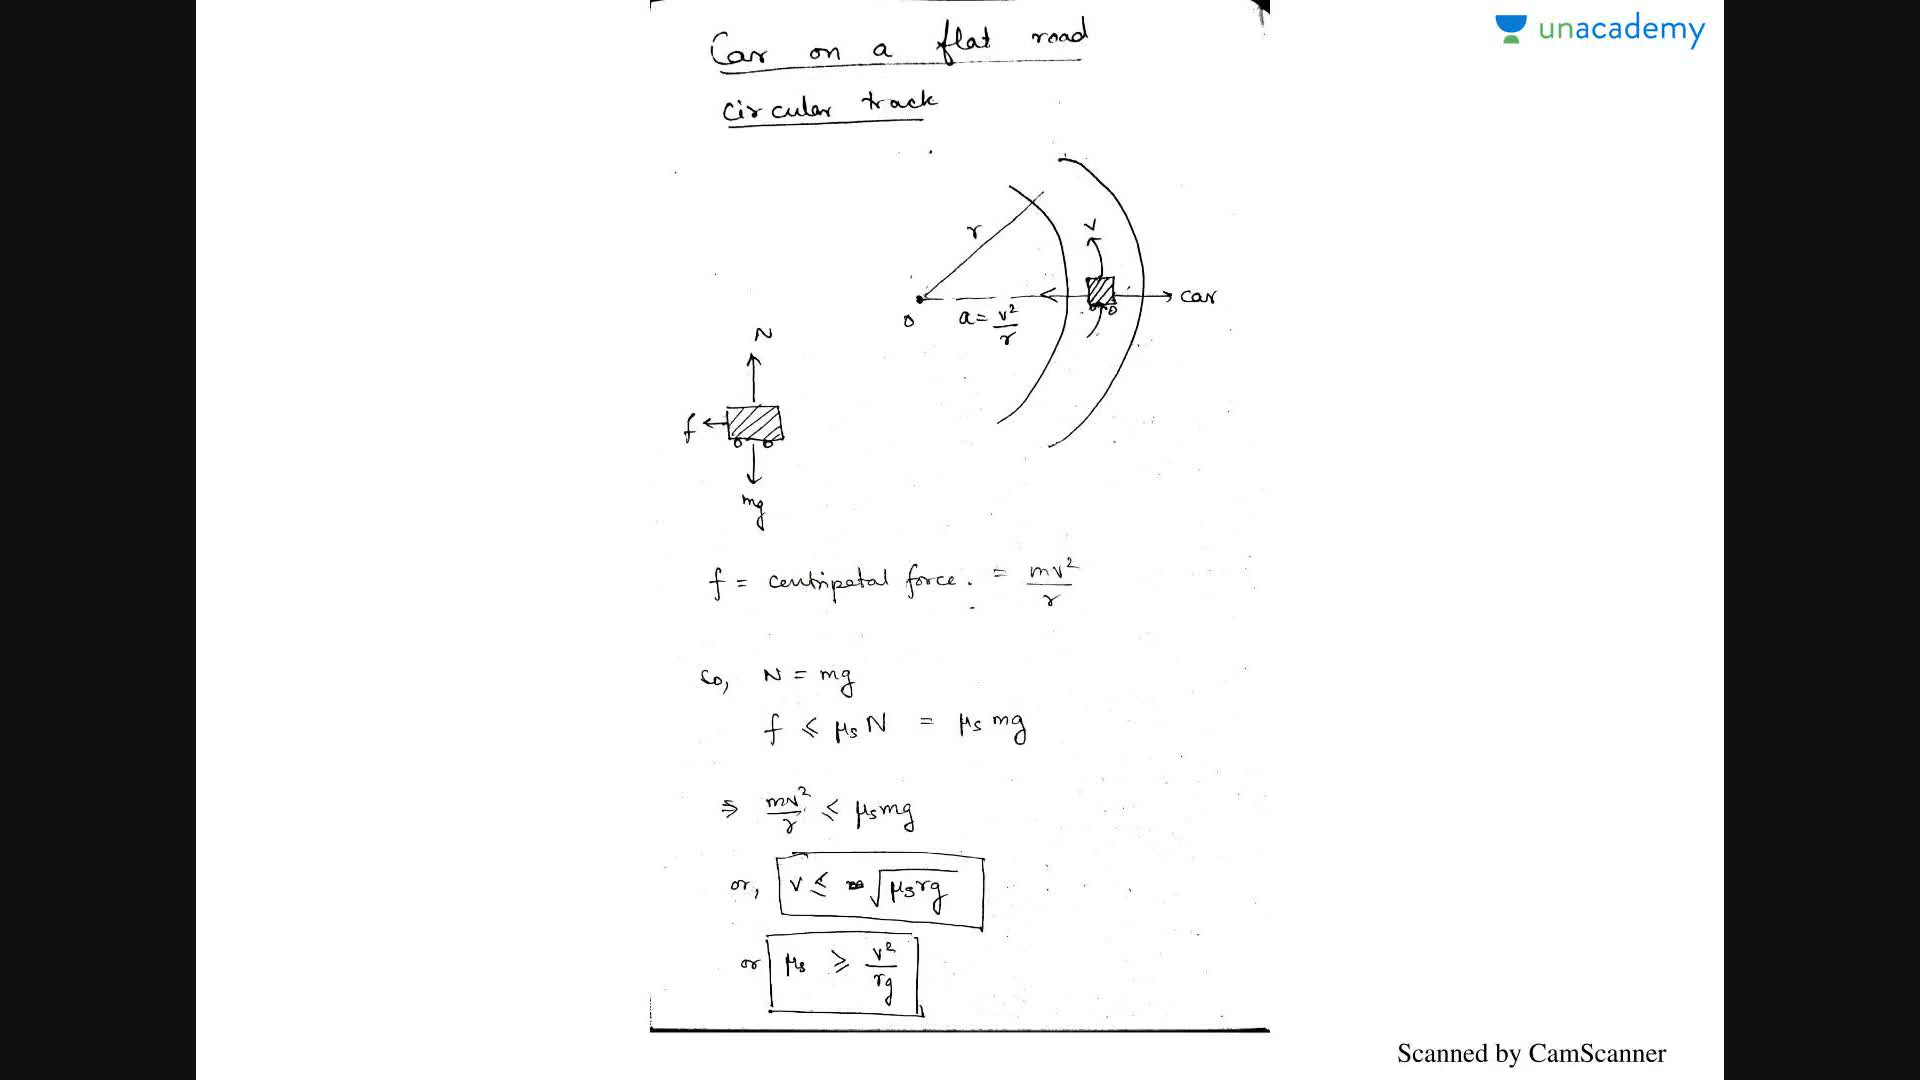 unacademy
Car on a flat road
circular track
r
v
car
o
a = v²/r
N
f
mg
f = centripetal force. = mv²/r
So, N = mg
f ≤ μs N = μs mg
⇒ mv²/r ≤ μs mg
or, v ≤ √μs rg
or μs ≥ v²/rg
Scanned by CamScanner